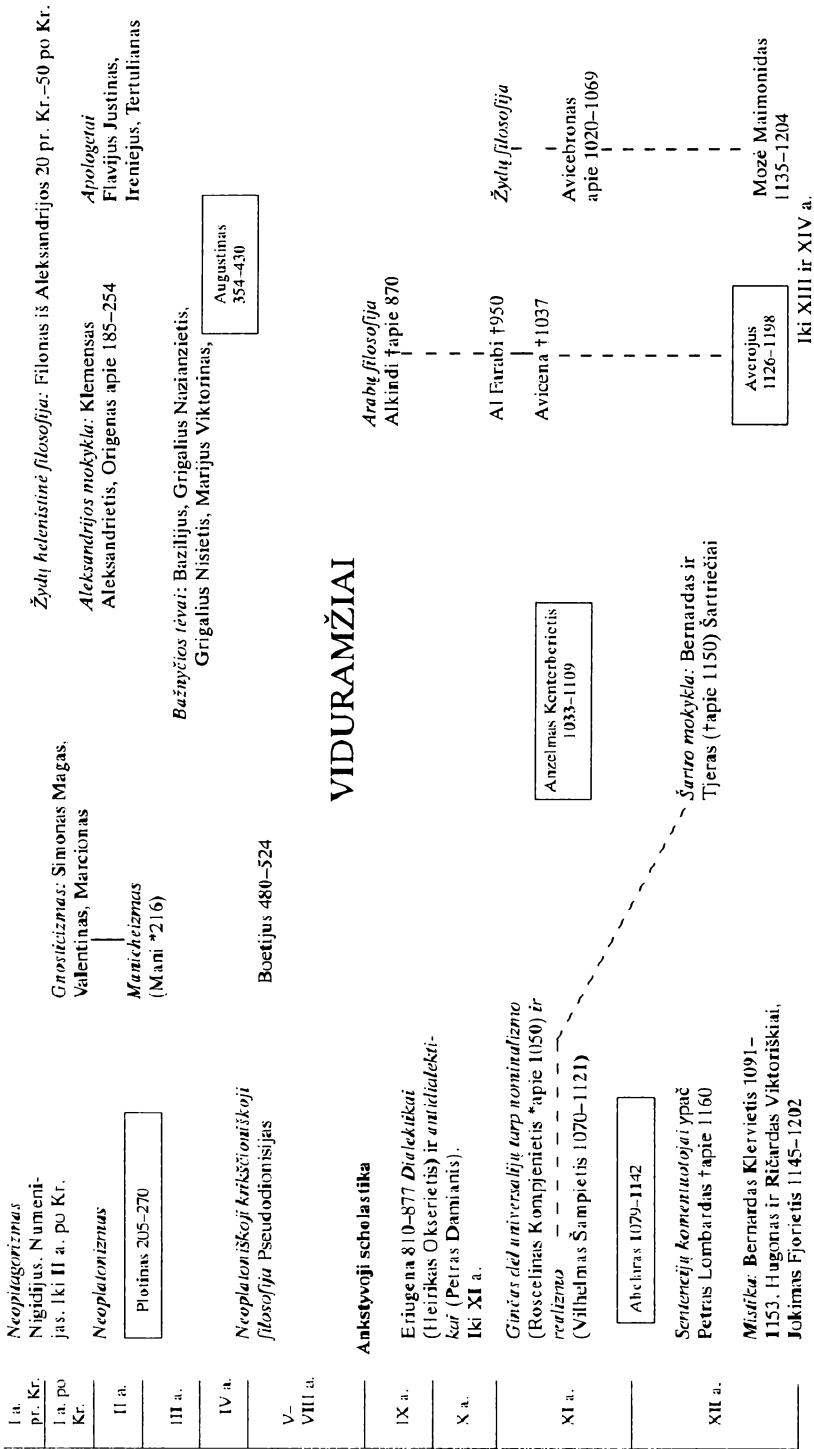 I a.
pr. Kr.
I a. po
Kr.
II a.
III a.
IV a.
V–
VIII a.
IX a.
X a.
XI a.
XII a.
Neopitagorizmas
Nigidijus, Numeni-
jas. Iki II a. po Kr.
Neoplatonizmas
Plotinas 205–270
Neoplatoniškoji krikščioniškoji
filosofija Pseudodionisijas
Gnosticizmas: Simonas Magas,
Valentinas, Marcionas
Manicheizmas
(Mani *216)
Boetijus 480–524
Žydų helenistinė filosofija: Filonas iš Aleksandrijos 20 pr. Kr.–50 po Kr.
Aleksandrijos mokykla: Klemensas
Aleksandrietis, Origenas apie 185–254
Apologetai
Flavijus Justinas,
Ireniejus, Tertulianas
Bažnyčios tėvai: Bazilijus, Grigalius Nazianzietis,
Grigalius Nisietis, Marijus Viktorinas,
Augustinas
354–430
VIDURAMŽIAI
Ankstyvoji scholastika
Eriugena 810–877 Dialektikai
(Heirikas Okserietis) ir antidialekti-
kai (Petras Damianis).
Iki XI a.
Ginčas dėl universalijų tarp nominalizmo
(Roscelinas Kompjenietis *apie 1050) ir
realizmo
(Vilhelmas Šampietis 1070–1121)
Abelaras 1079–1142
Sentencijų komentuotojai ypač
Petras Lombardas †apie 1160
Mistika: Bernardas Klervietis 1091–
1153. Hugonas ir Ričardas Viktoriškiai,
Jokimas Fjorietis 1145–1202
Anzelmas Kenterberietis
1033–1109
Šartro mokykla: Bernardas ir
Tjeras (†apie 1150) Šartriečiai
Arabų filosofija
Alkindi †apie 870
Al Farabi †950
Avicena †1037
Averojus
1126–1198
Žydų filosofija
Avicebronas
apie 1020–1069
Mozė Maimonidas
1135–1204
Iki XIII ir XIV a.